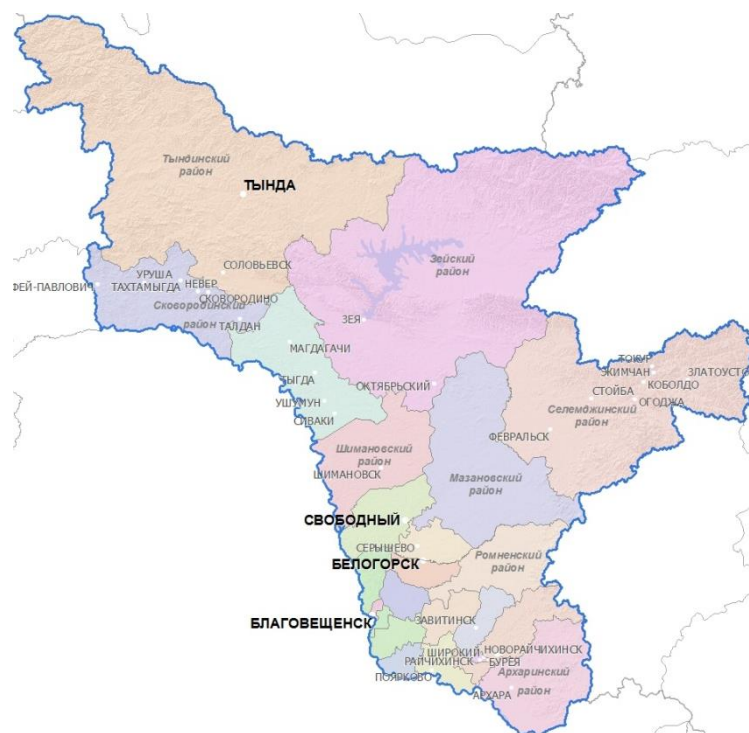 Тындинский
район
ТЫНДА
Зейский
район
СОЛОВЬЕВСК
УРУША
ФЕЙ-ПАВЛОВИЧ
ТАХТАМЫГДА
НЕВЕР
СКОВОРОДИНО
Сковородинский
район
ТАЛДАН
ЗЕЯ
МАГДАГАЧИ
ТОКУР
ЭКИМЧАН
ЗЛАТОУСТО
ТЫГДА
ОКТЯБРЬСКИЙ
КОБОЛДО
СТОЙБА
ОГОДЖА
УШУМУН
СИВАКИ
Селемджинский
район
ФЕВРАЛЬСК
Шимановский
район
ШИМАНОВСК
Мазановский
район
СВОБОДНЫЙ
СЕРЫШЕВО
БЕЛОГОРСК
Ромненский
район
БЛАГОВЕЩЕНСК
ЗАВИТИНСК
ШИРОКИЙ
НОВОРАЙЧИХИНСК
РАЙЧИХИНСК
БУРЕЯ
ПОЯРКОВО
Архаринский
район
АРХАРА